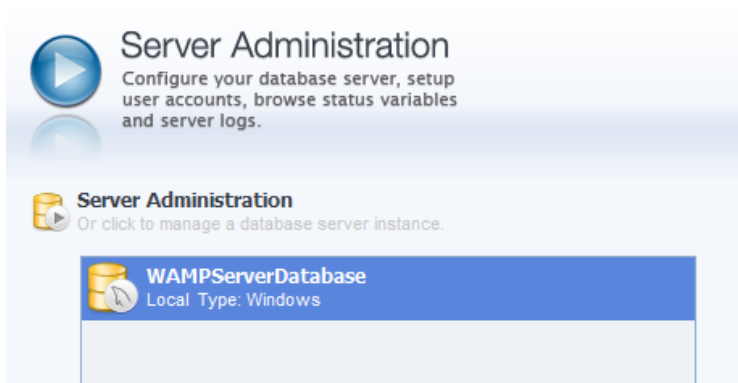 Server Administration
Configure your database server, setup
user accounts, browse status variables
and server logs.
Server Administration
Or click to manage a database server instance.
WAMPServerDatabase
Local Type: Windows